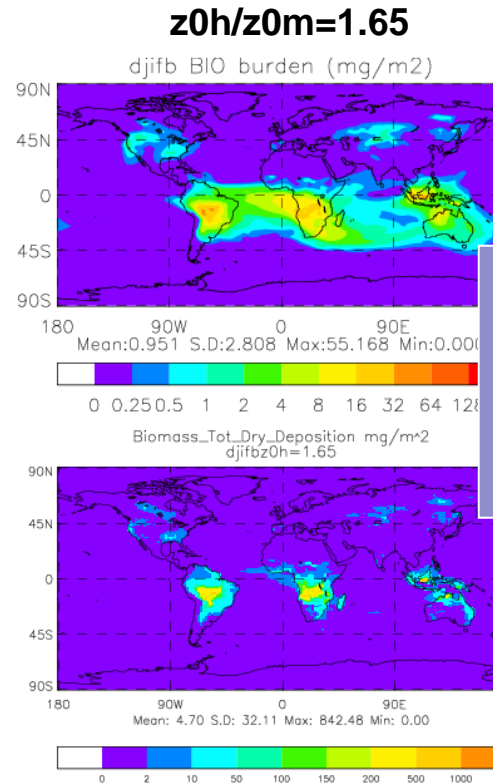 z0h/z0m=1.65
djifb BIO burden (mg/m2)
90N
45N
0
45S
90S
180 90W 0 90E
Mean:0.951 S.D:2.808 Max:55.168 Min:0.000
0 0.25 0.5 1 2 4 8 16 32 64
Biomass_Tot_Dry_Deposition mg/m^2
djifbz0h=1.65
90N
45N
0
45S
90S
180 90W 0 90E
Mean: 4.70 S.D: 32.11 Max: 842.48 Min: 0.00
0 2 10 50 100 150 200 500 1000